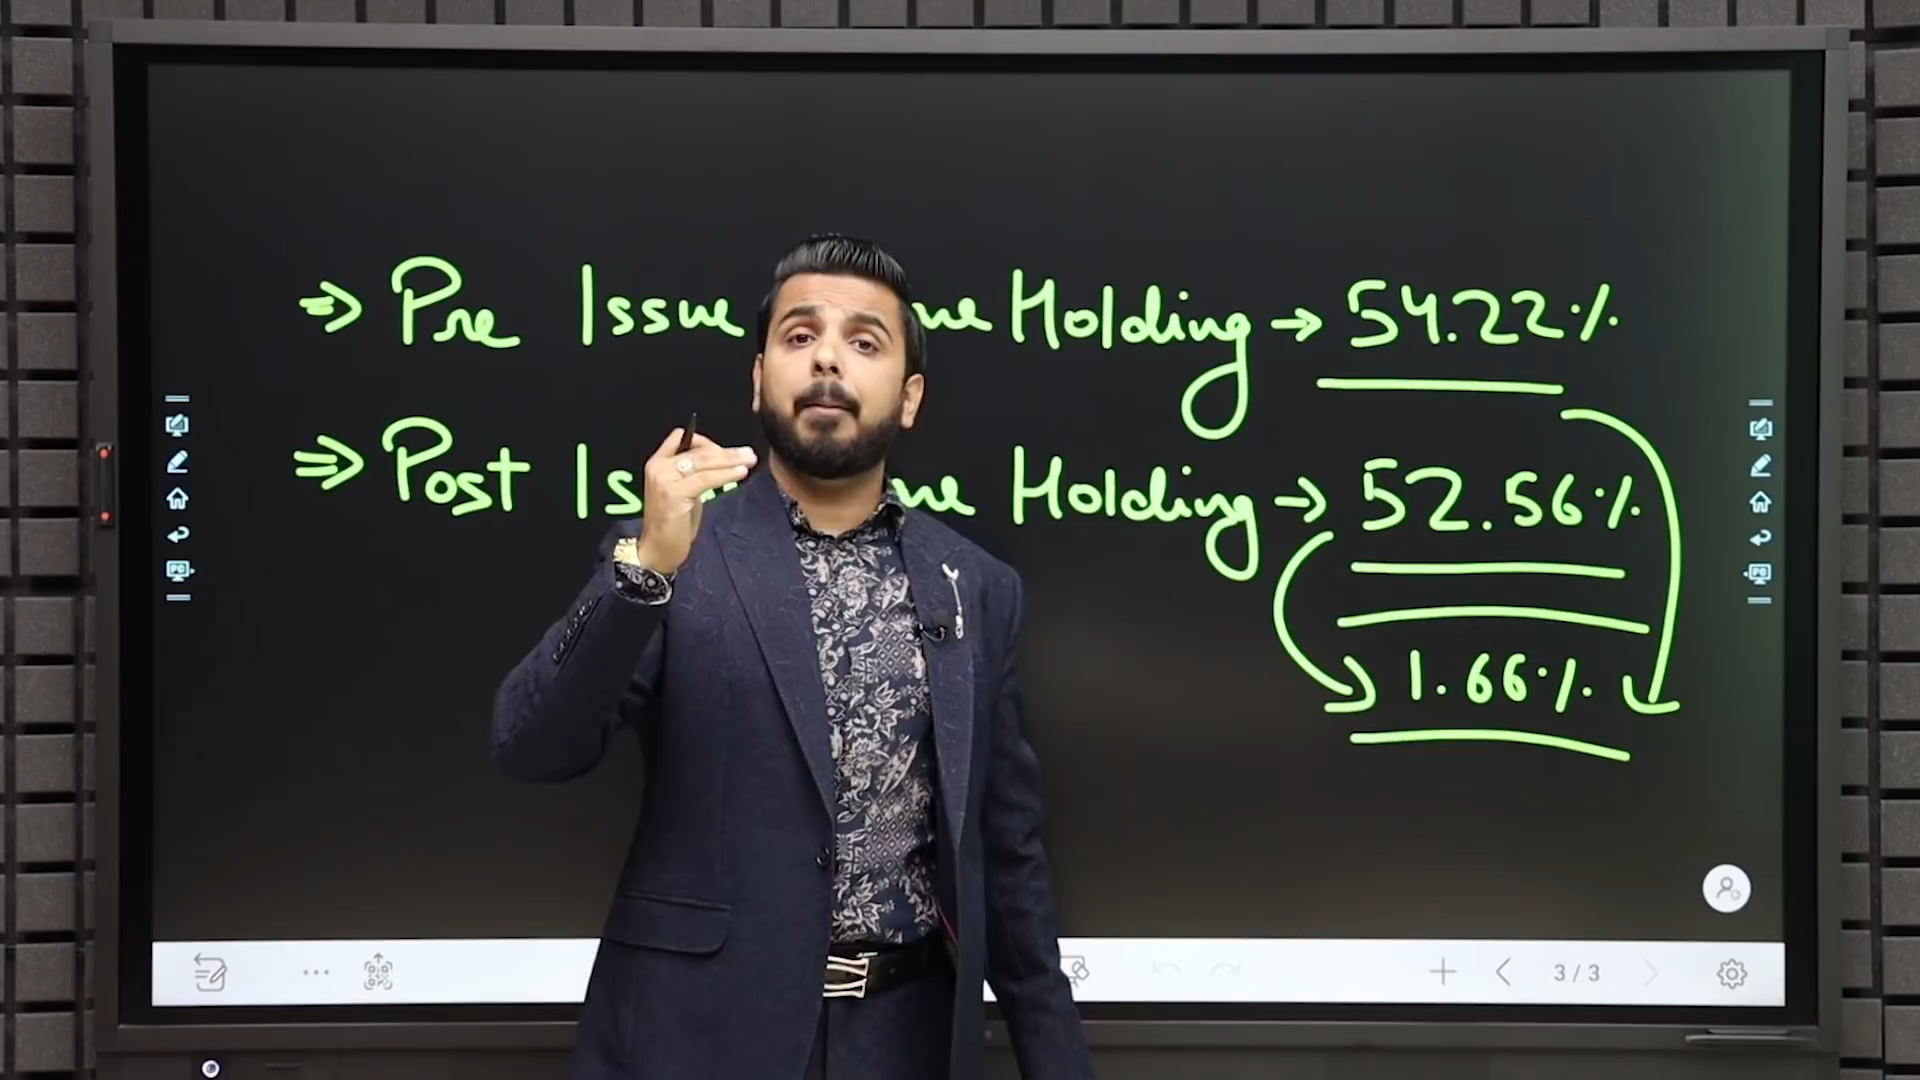 ⇒ Pre Issue Holding → 54.22%
⇒ Post Holding → 52.56%
1.66%
3 / 3